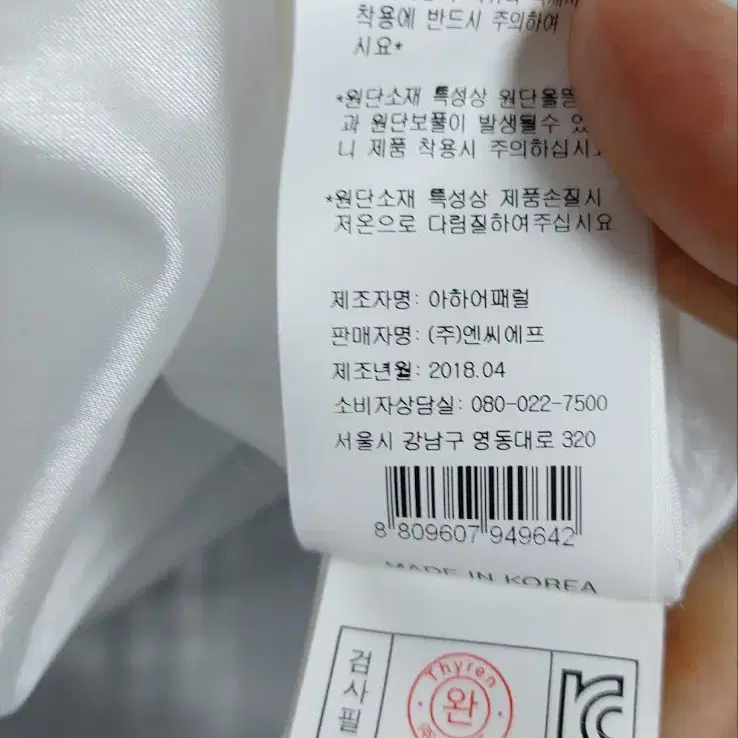 착용에 반드시 주의하여
시요*
*원단소재 특성상 원단올뜯
과 원단보풀이 발생될수 있
니 제품 착용시 주의하십시
*원단소재 특성상 제품손질시
저온으로 다림질하여주십시요
제조자명: 아하어패럴
판매자명: (주)엔씨에프
제조년월: 2018.04
소비자상담실: 080-022-7500
서울시 강남구 영동대로 320
8 809607 949642
MADE IN KOREA
검사필
Thyren
완